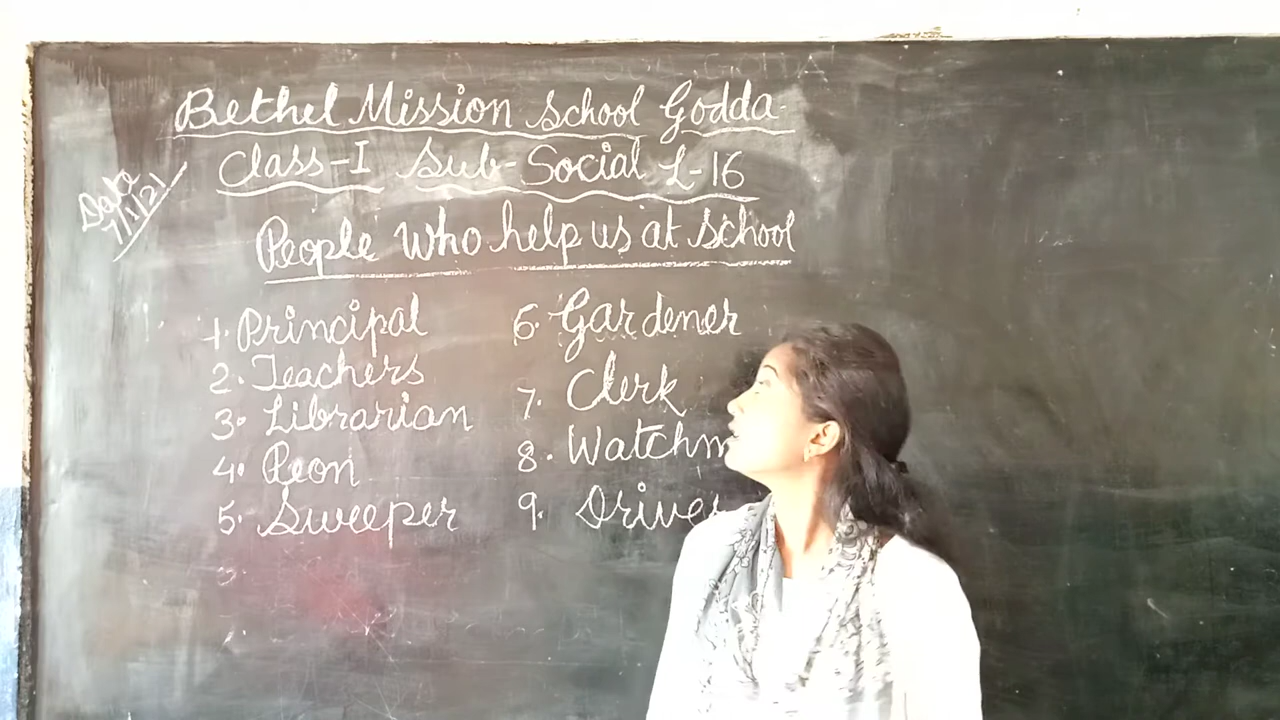 Bethel Mission School Godda
Class-I Sub-Social L-16
Date
7/1/21
People who help us at School
1. Principal
2. Teachers
3. Librarian
4. Peon
5. Sweeper
6. Gardener
7. Clerk
8. Watchm
9. Driver